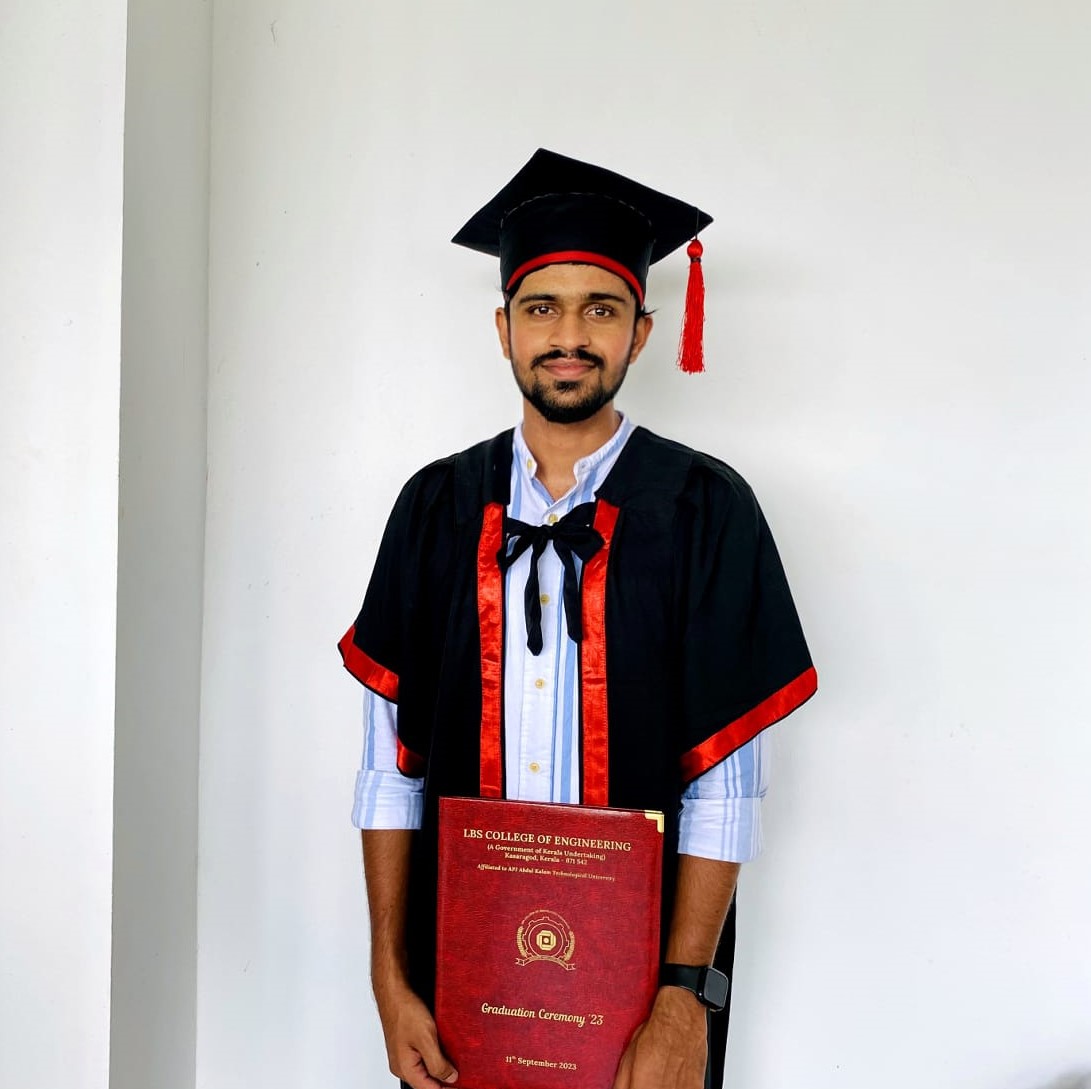 LBS COLLEGE OF ENGINEERING
(A Government of Kerala Undertaking)
Kasaragod, Kerala - 671 542
Affiliated to APJ Abdul Kalam Technological University
Graduation Ceremony '23
11th September 2023